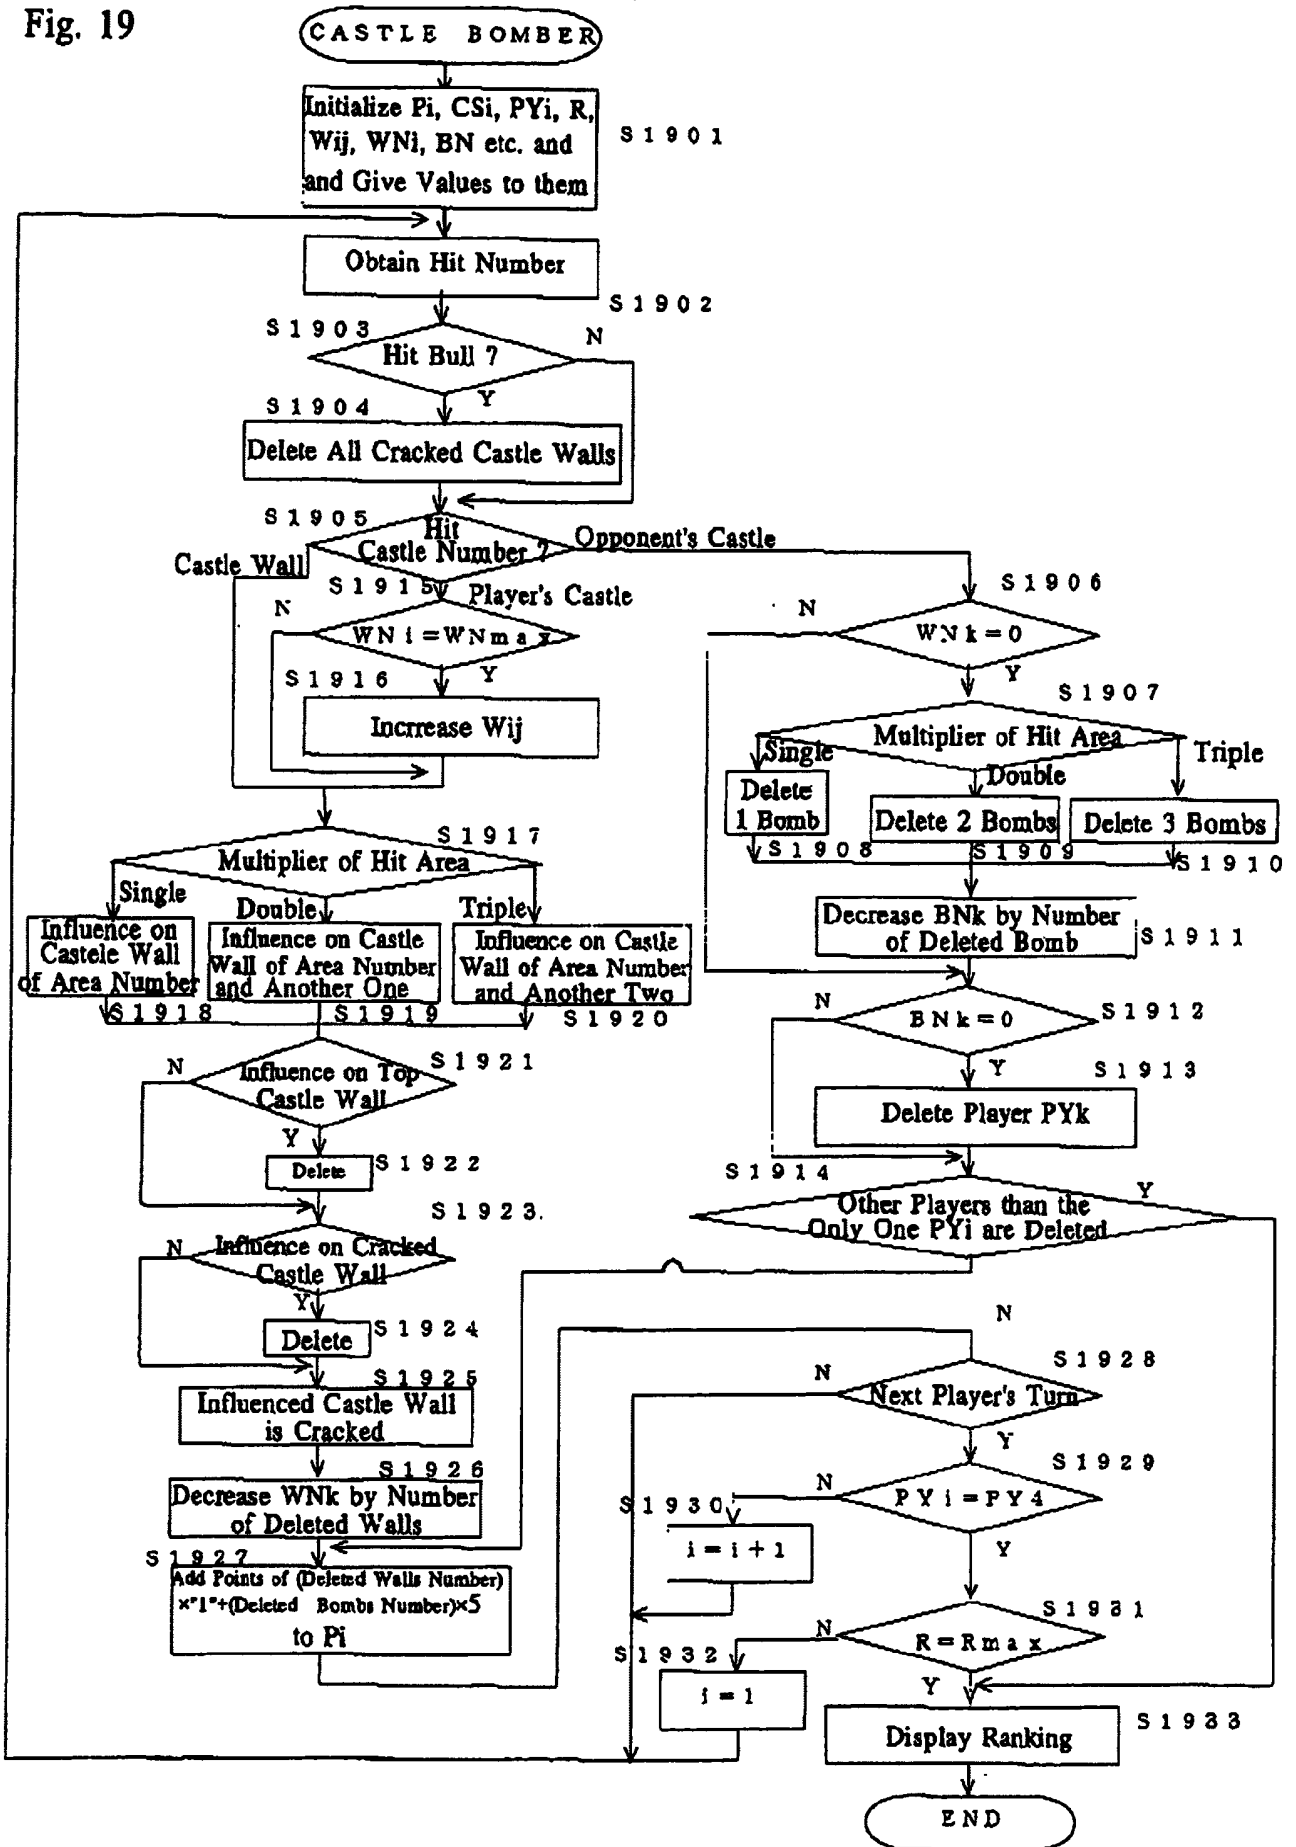 Fig. 19
CASTLE BOMBER
Initialize Pi, CSi, PYi, R,
Wij, WNi, BN etc. and
and Give Values to them
S1901
Obtain Hit Number
S1902
S1903
Hit Bull ?
N
Y
S1904
Delete All Cracked Castle Walls
S1905
Hit
Castle Number ?
Opponent's Castle
Castle Wall
S1915
Player's Castle
N
WNi=WNmax
Y
S1916
Incrrease Wij
S1906
N
WNk=0
Y
S1907
Multiplier of Hit Area
Single
Double
Triple
Delete
1 Bomb
Delete 2 Bombs
Delete 3 Bombs
S1908
S1909
S1910
Decrease BNk by Number
of Deleted Bomb
S1911
N
BNk=0
S1912
Y
S1913
Delete Player PYk
S1914
Other Players than the
Only One PYi are Deleted
Y
N
S1917
Multiplier of Hit Area
Single
Double
Triple
Influence on
Castele Wall
of Area Number
Influence on Castle
Wall of Area Number
and Another One
Influence on Castle
Wall of Area Number
and Another Two
S1918
S1919
S1920
N
S1921
Influence on Top
Castle Wall
Y
Delete
S1922
S1923.
N
Influence on Cracked
Castle Wall
Y
Delete
S1924
S1925
Influenced Castle Wall
is Cracked
S1926
Decrease WNk by Number
of Deleted Walls
S1927
Add Points of (Deleted Walls Number)
×"1"+(Deleted Bombs Number)×5
to Pi
S1928
N
Next Player's Turn
Y
S1929
N
PYi=PY4
S1930
i=i+1
Y
S1931
N
R=Rmax
S1932
i=1
Y
Display Ranking
S1933
END